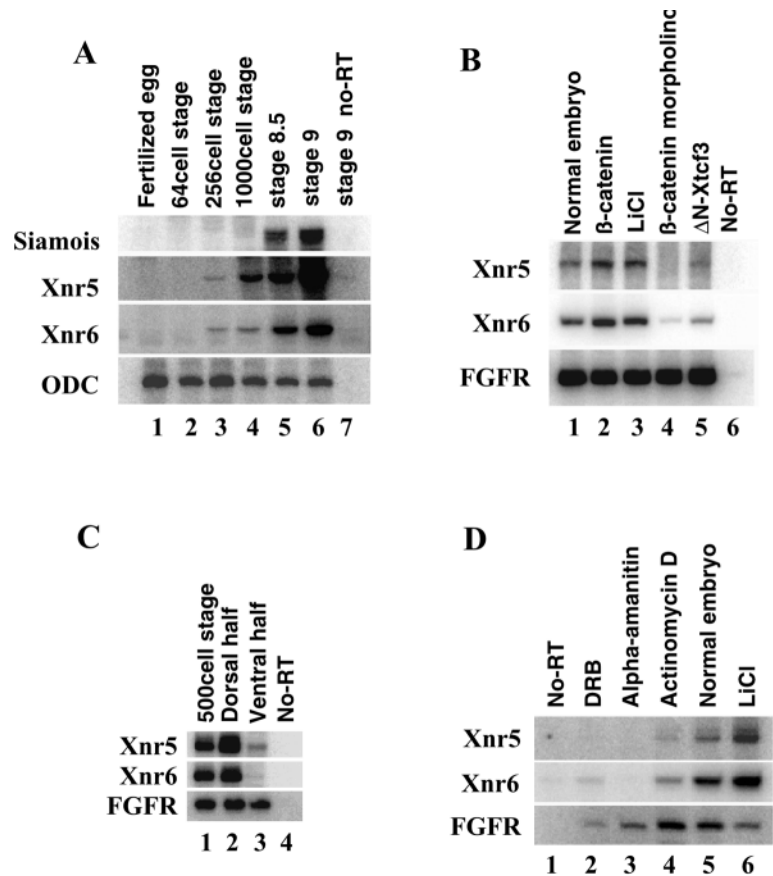 A
Fertilized egg
64cell stage
256cell stage
1000cell stage
stage 8.5
stage 9
stage 9 no-RT
Siamois
Xnr5
Xnr6
ODC
1 2 3 4 5 6 7
B
Normal embryo
ß-catenin
LiCl
ß-catenin morpholino
ΔN-Xtcf3
No-RT
Xnr5
Xnr6
FGFR
1 2 3 4 5 6
C
500cell stage
Dorsal half
Ventral half
No-RT
Xnr5
Xnr6
FGFR
1 2 3 4
D
No-RT
DRB
Alpha-amanitin
Actinomycin D
Normal embryo
LiCl
Xnr5
Xnr6
FGFR
1 2 3 4 5 6